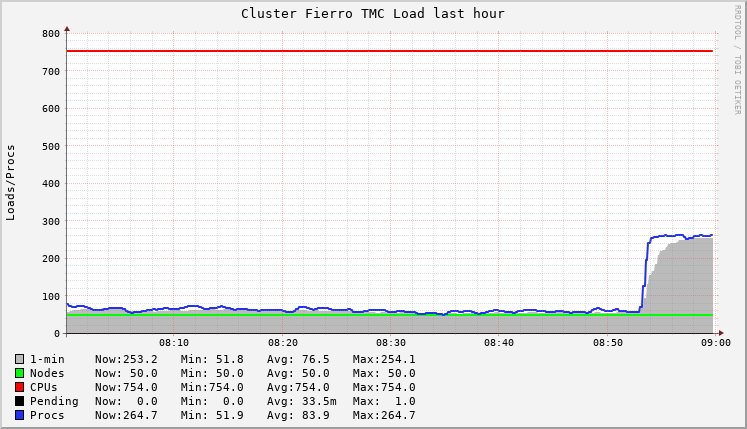 Cluster Fierro TMC Load last hour
RRDTOOL / TOBI OETIKER
Loads/Procs
800
700
600
500
400
300
200
100
0
08:10 08:20 08:30 08:40 08:50 09:00
1-min Now:253.2 Min: 51.8 Avg: 76.5 Max:254.1
Nodes Now: 50.0 Min: 50.0 Avg: 50.0 Max: 50.0
CPUs Now:754.0 Min:754.0 Avg:754.0 Max:754.0
Pending Now: 0.0 Min: 0.0 Avg: 33.5m Max: 1.0
Procs Now:264.7 Min: 51.9 Avg: 83.9 Max:264.7